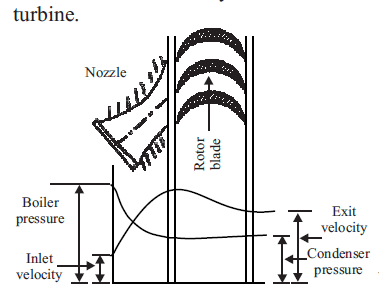 turbine.
Nozzle
Rotor
blade
Boiler
pressure
Inlet
velocity
Exit
velocity
Condenser
pressure